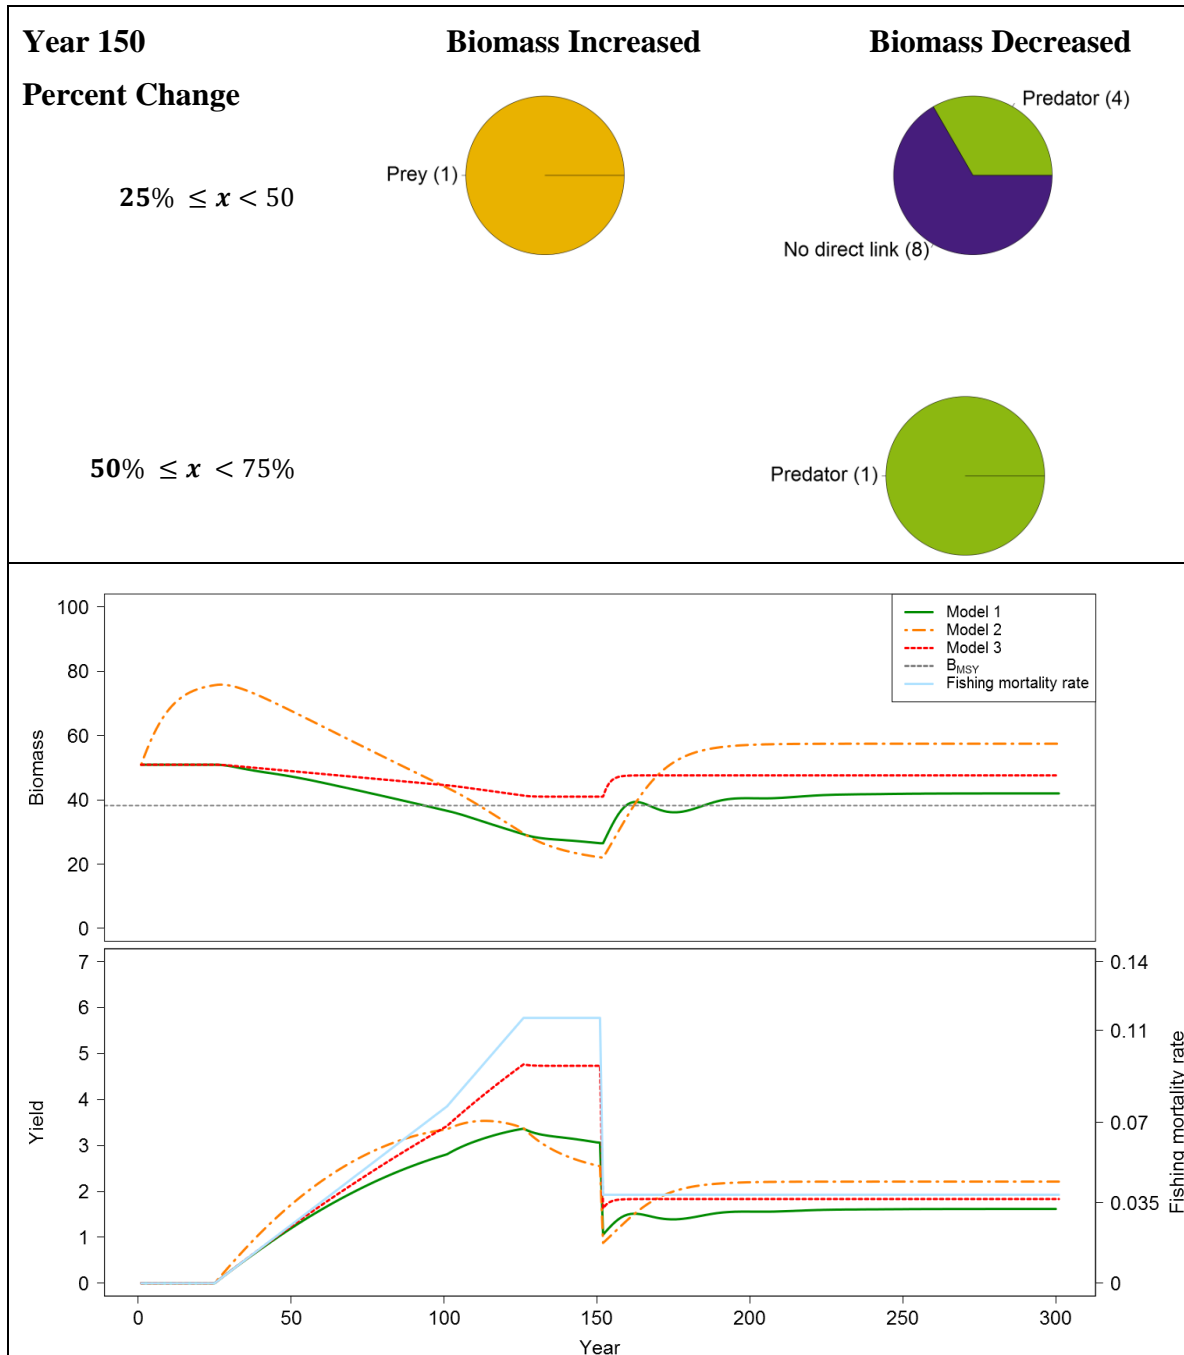 Year 150 Biomass Increased Biomass Decreased
Percent Change
Predator (4)
Prey (1)
25% ≤ x < 50
No direct link (8)
50% ≤ x < 75%
Predator (1)
100
80
60
40
20
0
Biomass
Model 1
Model 2
Model 3
BMSY
Fishing mortality rate
7
6
5
4
3
2
1
0
Yield
0.14
0.11
0.07
0.035
0
Fishing mortality rate
0 50 100 150 200 250 300
Year